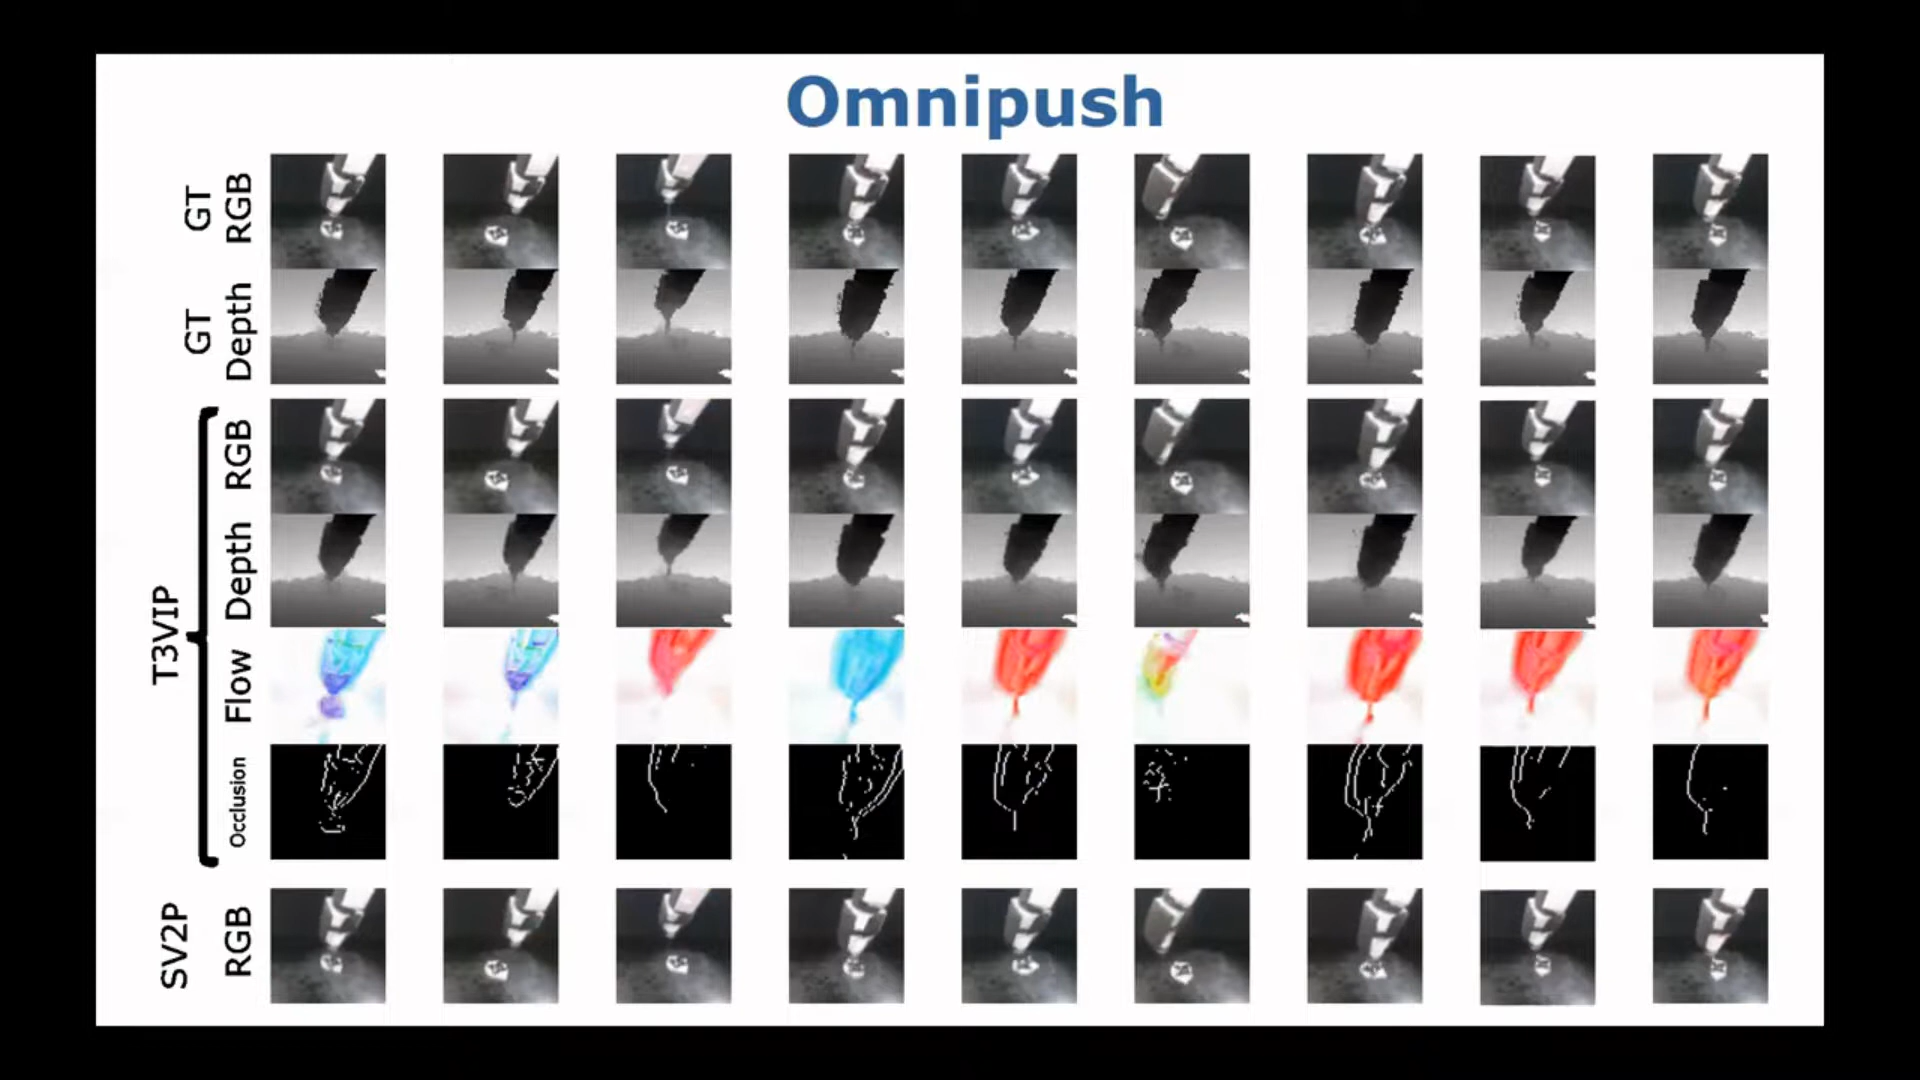 Omnipush
GT
RGB
GT
Depth
T3VIP
RGB
Depth
Flow
Occlusion
SV2P
RGB